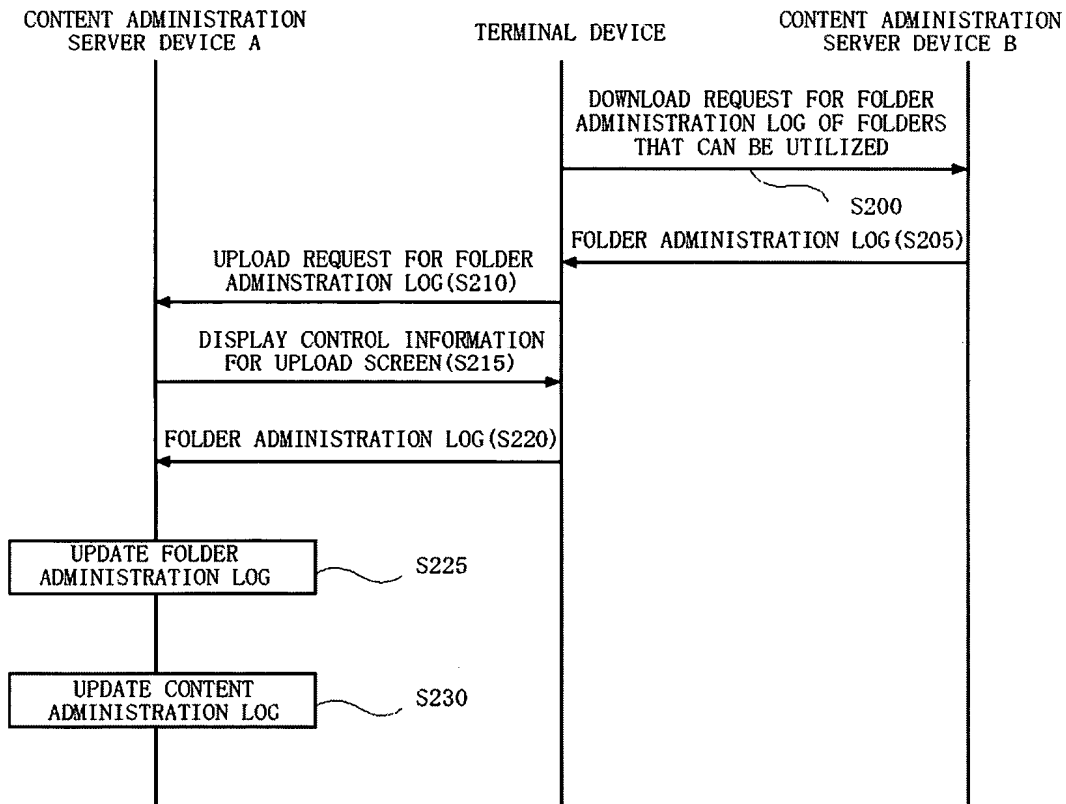 CONTENT ADMINISTRATION
SERVER DEVICE A
TERMINAL DEVICE
CONTENT ADMINISTRATION
SERVER DEVICE B
DOWNLOAD REQUEST FOR FOLDER
ADMINISTRATION LOG OF FOLDERS
THAT CAN BE UTILIZED
S200
FOLDER ADMINISTRATION LOG(S205)
UPLOAD REQUEST FOR FOLDER
ADMINSTRATION LOG(S210)
DISPLAY CONTROL INFORMATION
FOR UPLOAD SCREEN(S215)
FOLDER ADMINISTRATION LOG(S220)
UPDATE FOLDER
ADMINISTRATION LOG
S225
UPDATE CONTENT
ADMINISTRATION LOG
S230